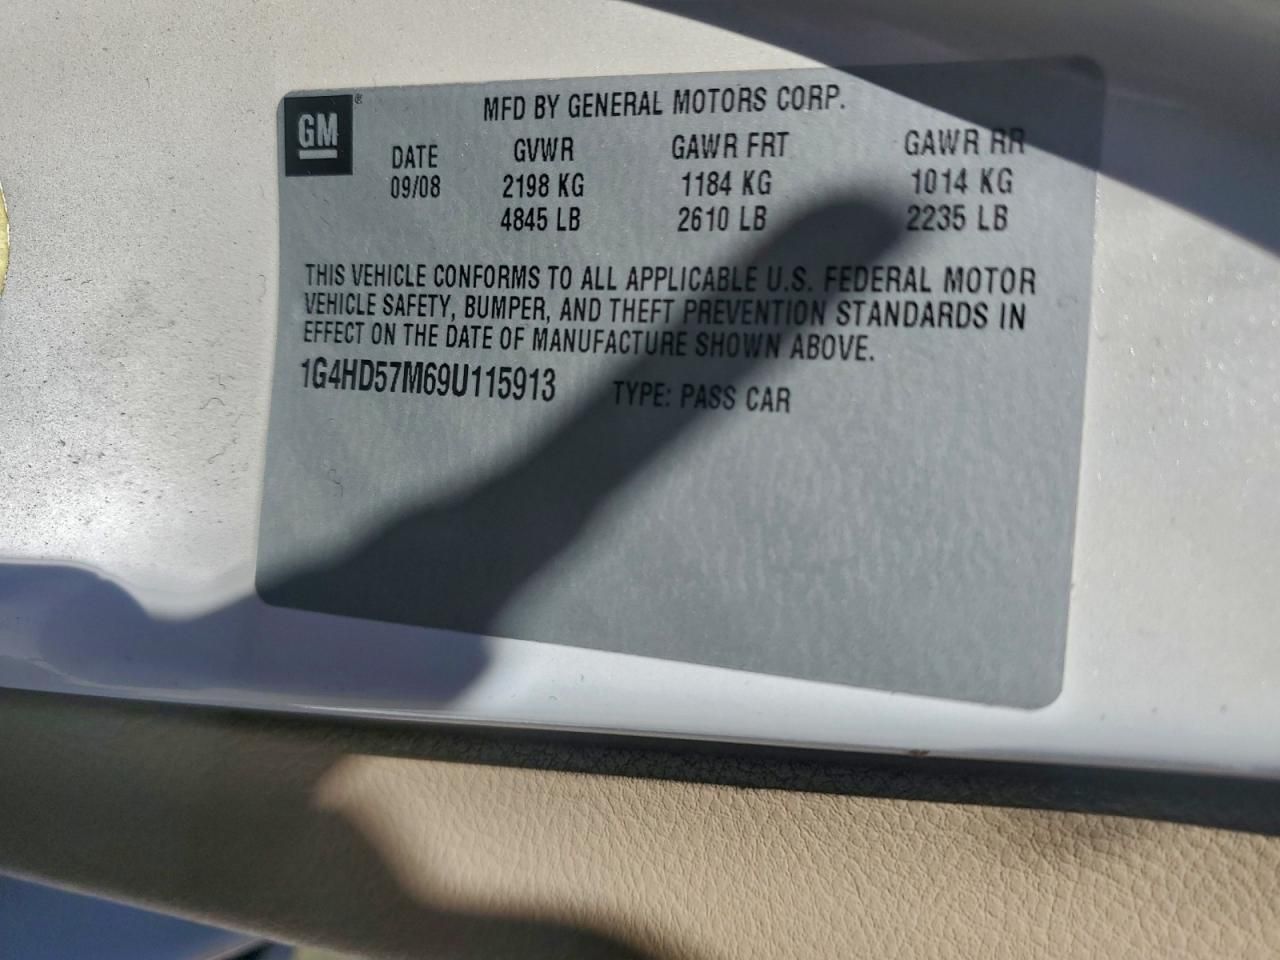 GM ®
MFD BY GENERAL MOTORS CORP.
DATE GVWR GAWR FRT GAWR RR
09/08 2198 KG 1184 KG 1014 KG
4845 LB 2610 LB 2235 LB
THIS VEHICLE CONFORMS TO ALL APPLICABLE U.S. FEDERAL MOTOR
VEHICLE SAFETY, BUMPER, AND THEFT PREVENTION STANDARDS IN
EFFECT ON THE DATE OF MANUFACTURE SHOWN ABOVE.
1G4HD57M69U115913 TYPE: PASS CAR